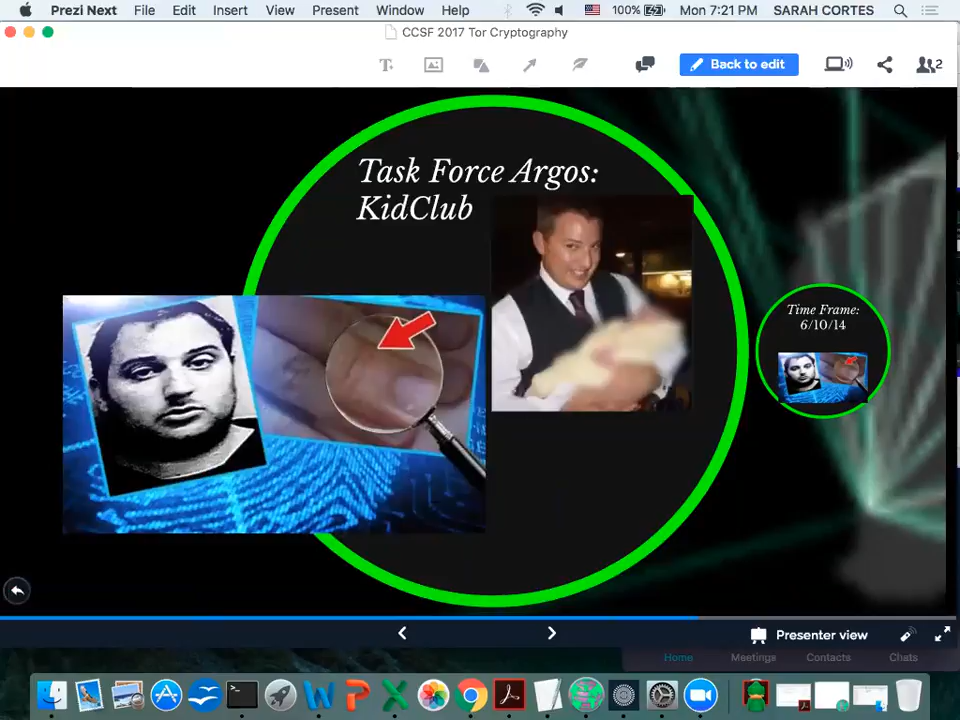 Prezi Next File Edit Insert View Present Window Help 100% Mon 7:21 PM SARAH CORTES
CCSF 2017 Tor Cryptography
T Back to edit 2
Task Force Argos:
KidClub
Time Frame:
6/10/14
Presenter view
Home Meetings Contacts Chats